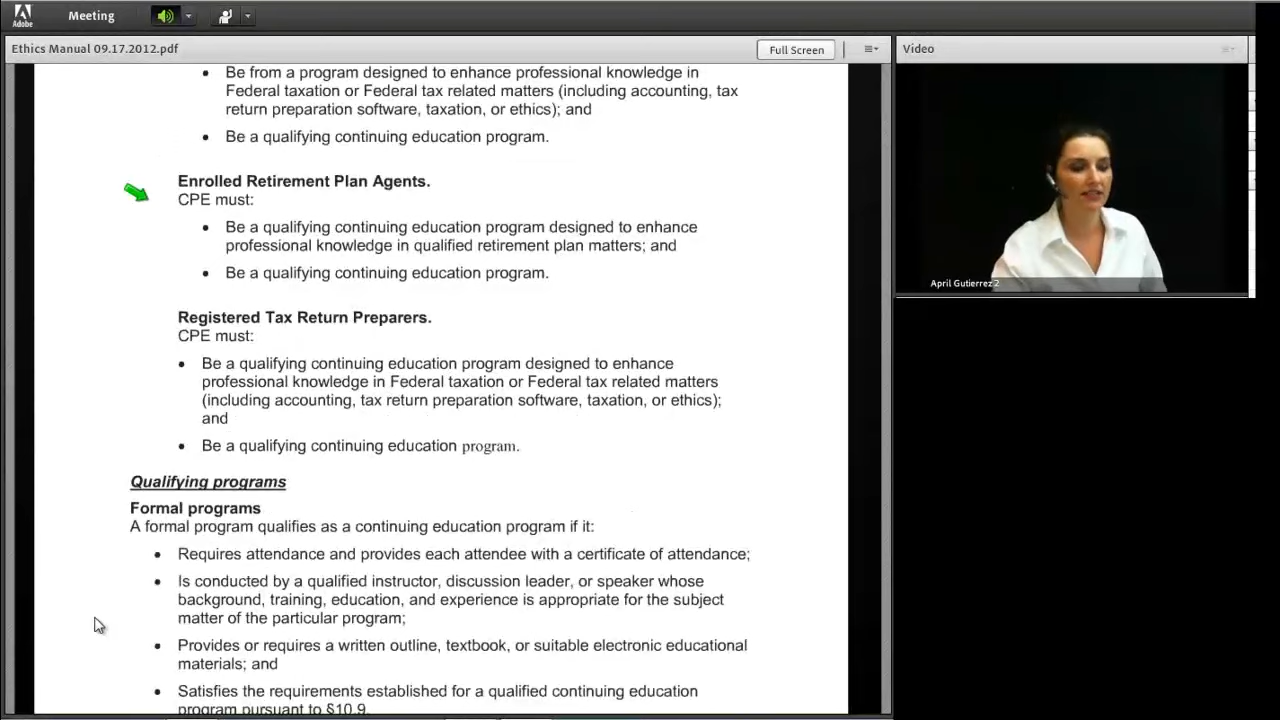 Adobe
Meeting
Ethics Manual 09.17.2012.pdf
Full Screen
Video
Be from a program designed to enhance professional knowledge in
Federal taxation or Federal tax related matters (including accounting, tax
return preparation software, taxation, or ethics); and
Be a qualifying continuing education program.
Enrolled Retirement Plan Agents.
CPE must:
Be a qualifying continuing education program designed to enhance
professional knowledge in qualified retirement plan matters; and
Be a qualifying continuing education program.
Registered Tax Return Preparers.
CPE must:
Be a qualifying continuing education program designed to enhance
professional knowledge in Federal taxation or Federal tax related matters
(including accounting, tax return preparation software, taxation, or ethics);
and
Be a qualifying continuing education program.
Qualifying programs
Formal programs
A formal program qualifies as a continuing education program if it:
Requires attendance and provides each attendee with a certificate of attendance;
Is conducted by a qualified instructor, discussion leader, or speaker whose
background, training, education, and experience is appropriate for the subject
matter of the particular program;
Provides or requires a written outline, textbook, or suitable electronic educational
materials; and
Satisfies the requirements established for a qualified continuing education
program pursuant to §10.9.
April Gutierrez 2